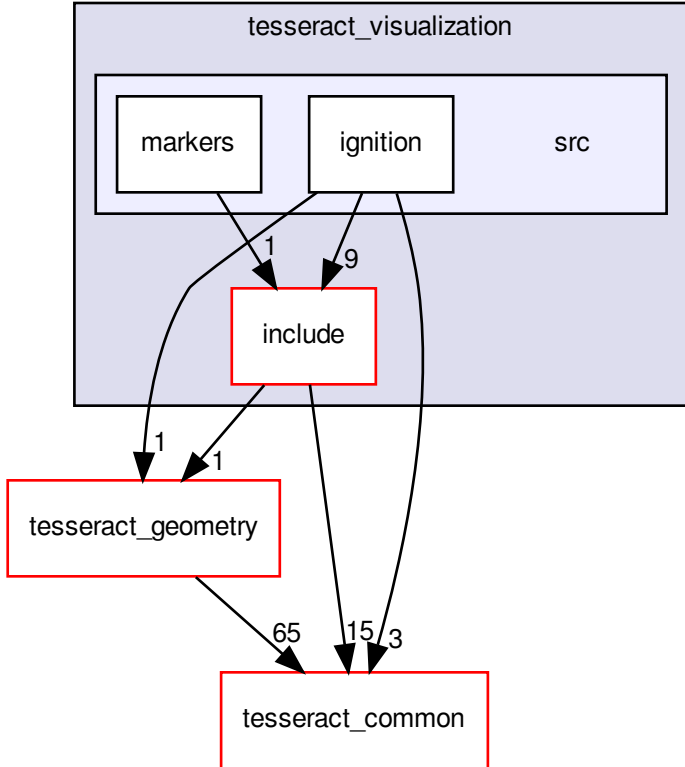 tesseract_visualization
markers
ignition
src
1
9
include
1
1
tesseract_geometry
65
15
3
tesseract_common